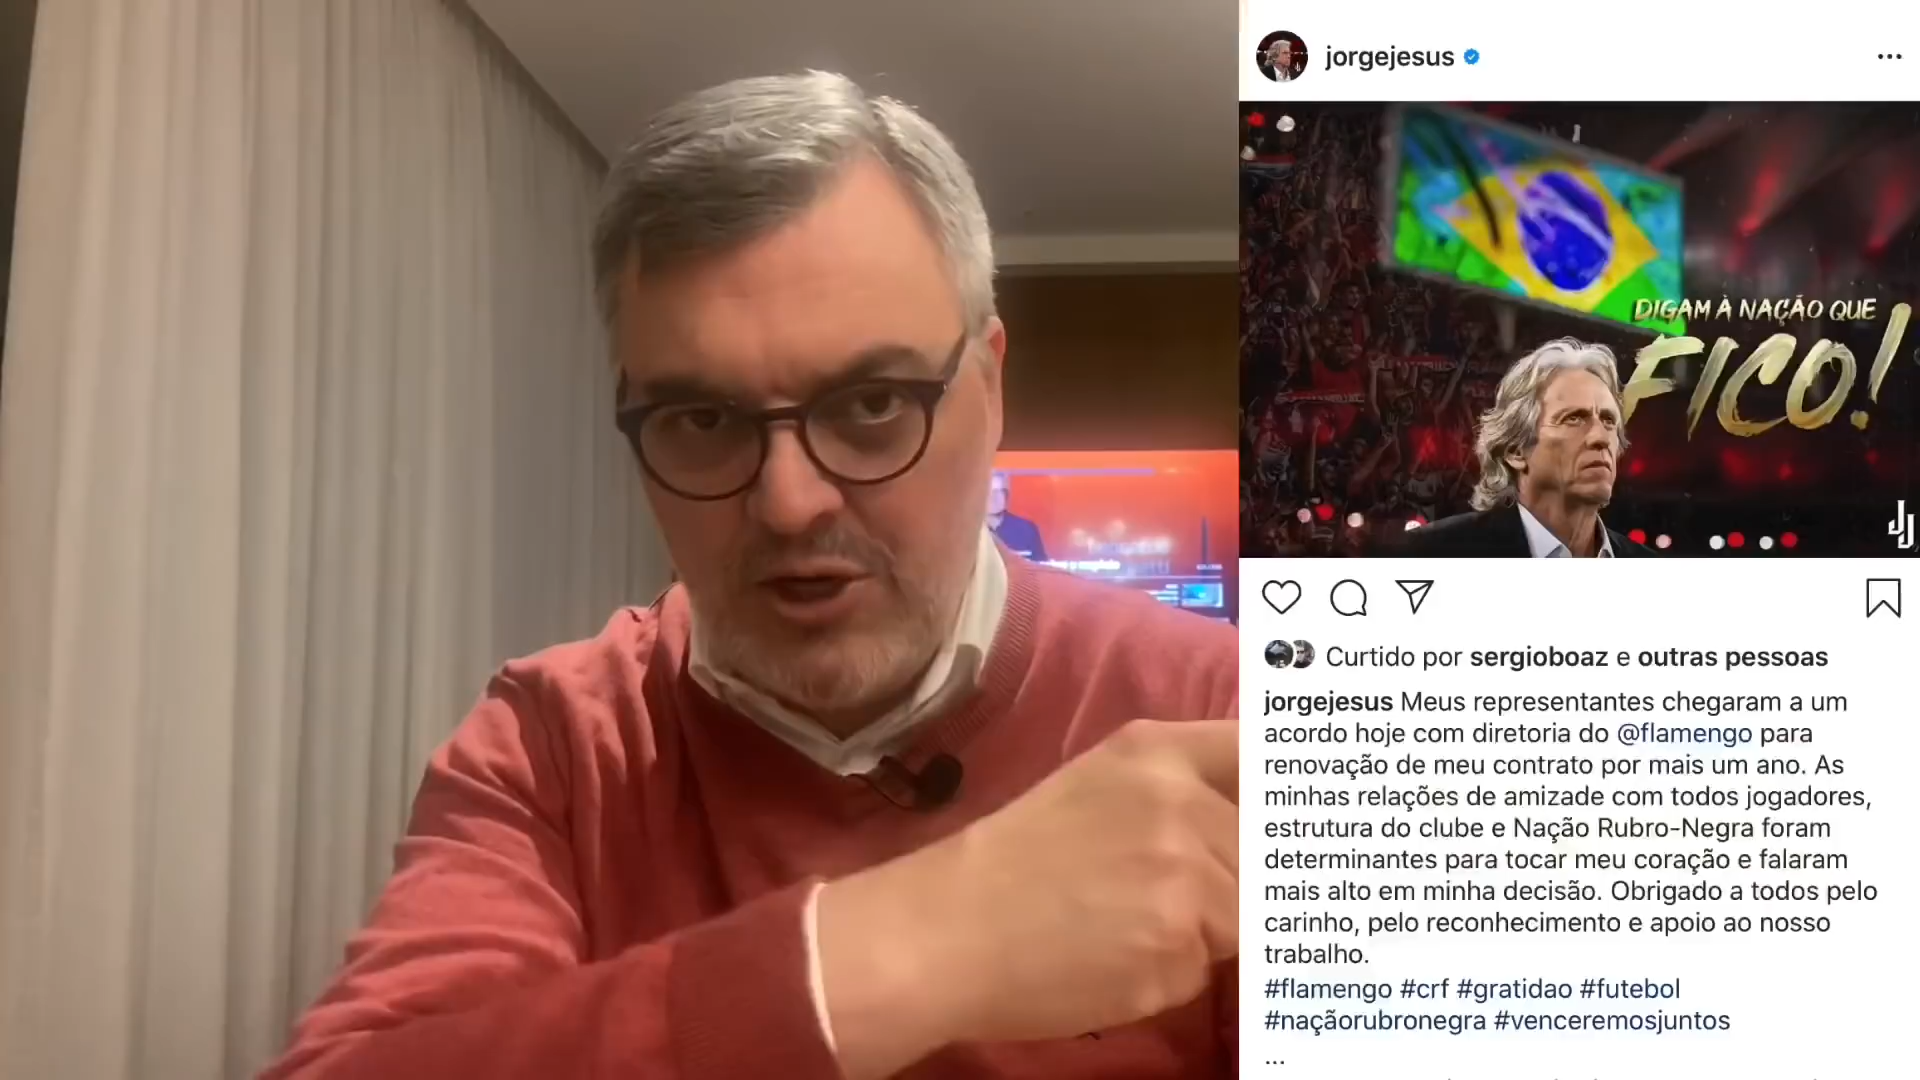 jorgejesus
DIGAM À NAÇÃO QUE
FICO!
JJ
Curtido por sergioboaz e outras pessoas
jorgejesus Meus representantes chegaram a um
acordo hoje com diretoria do @flamengo para
renovação de meu contrato por mais um ano. As
minhas relações de amizade com todos jogadores,
estrutura do clube e Nação Rubro-Negra foram
determinantes para tocar meu coração e falaram
mais alto em minha decisão. Obrigado a todos pelo
carinho, pelo reconhecimento e apoio ao nosso
trabalho.
#flamengo #crf #gratidao #futebol
#naçãorubronegra #venceremosjuntos
...